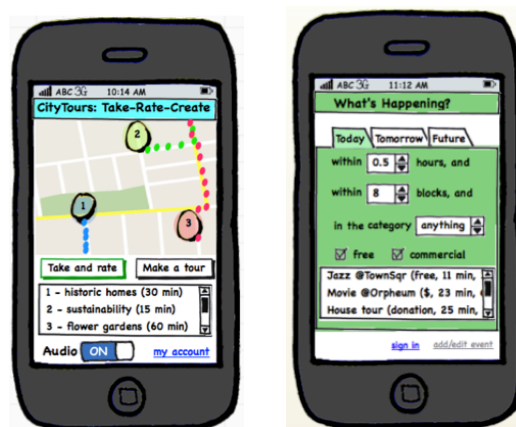 ABC 3G 10:14 AM
CityTours: Take-Rate-Create
2
1
3
Take and rate Make a tour
1 - historic homes (30 min)
2 - sustainability (15 min)
3 - flower gardens (60 min)
Audio ON my account
ABC 3G 11:12 AM
What's Happening?
Today Tomorrow Future
within 0.5 hours, and
within 8 blocks, and
in the category anything
free commercial
Jazz @TownSqr (free, 11 min,
Movie @Orpheum ($, 23 min,
House tour (donation, 25 min,
sign in add/edit event